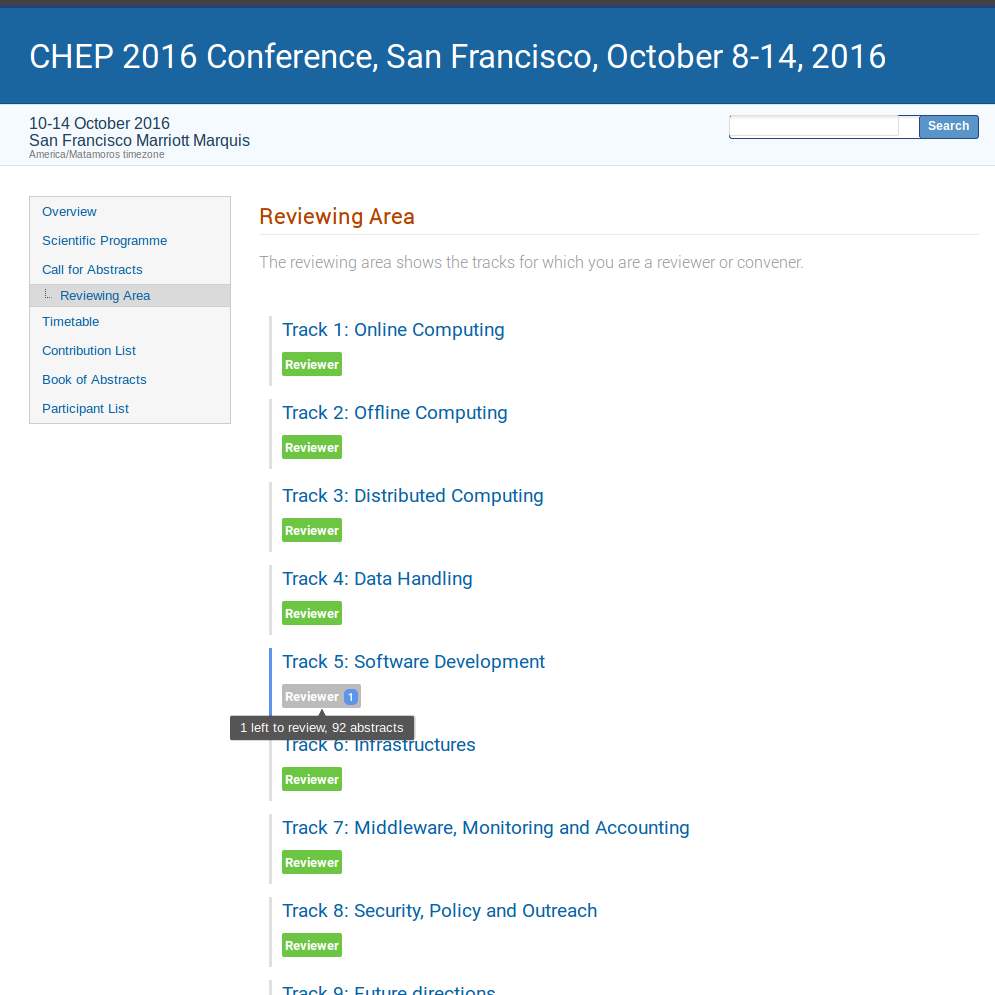 CHEP 2016 Conference, San Francisco, October 8-14, 2016
10-14 October 2016
San Francisco Marriott Marquis
America/Matamoros timezone
Search
Overview
Scientific Programme
Call for Abstracts
Reviewing Area
Timetable
Contribution List
Book of Abstracts
Participant List
Reviewing Area
The reviewing area shows the tracks for which you are a reviewer or convener.
Track 1: Online Computing
Reviewer
Track 2: Offline Computing
Reviewer
Track 3: Distributed Computing
Reviewer
Track 4: Data Handling
Reviewer
Track 5: Software Development
Reviewer 1
1 left to review, 92 abstracts
Track 6: Infrastructures
Reviewer
Track 7: Middleware, Monitoring and Accounting
Reviewer
Track 8: Security, Policy and Outreach
Reviewer
Track 9: Future directions